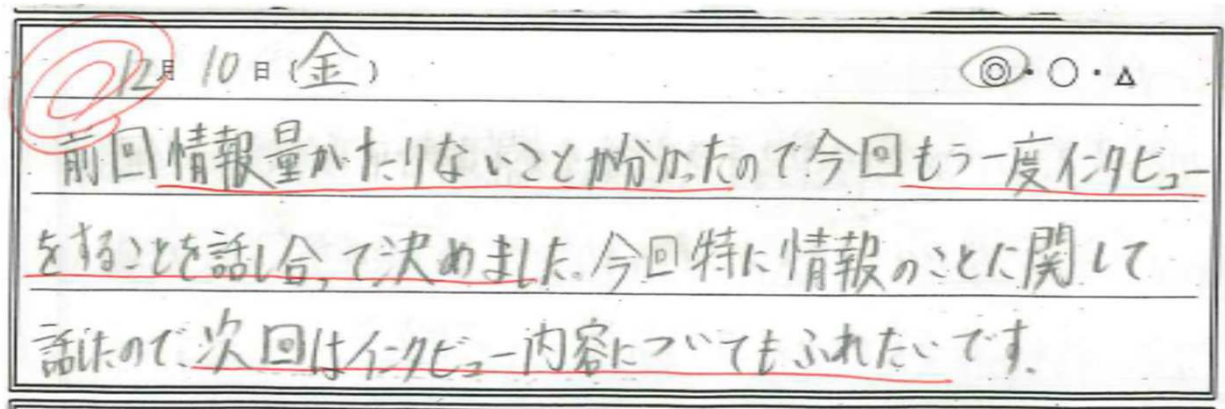 12月 10日(金) ◎・○・△
前回情報量がたりないことが分かったので今回もう一度インタビュー
をすることを話し合って決めました。今回特に情報のことに関して
話したので、次回はインタビュー内容についてもふれたいです。